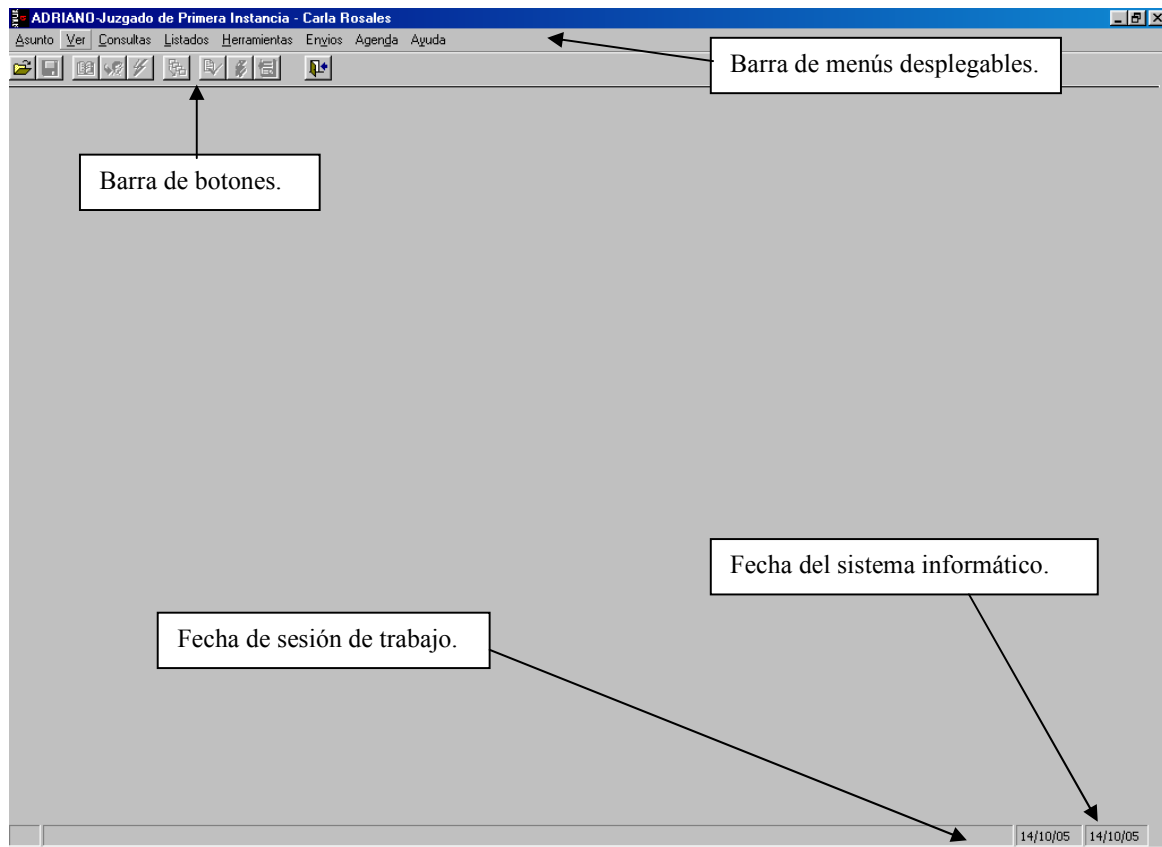 ADRIANO-Juzgado de Primera Instancia - Carla Rosales
Asunto Ver Consultas Listados Herramientas Envios Agenda Ayuda
Barra de menús desplegables.
Barra de botones.
Fecha del sistema informático.
Fecha de sesión de trabajo.
14/10/05 14/10/05